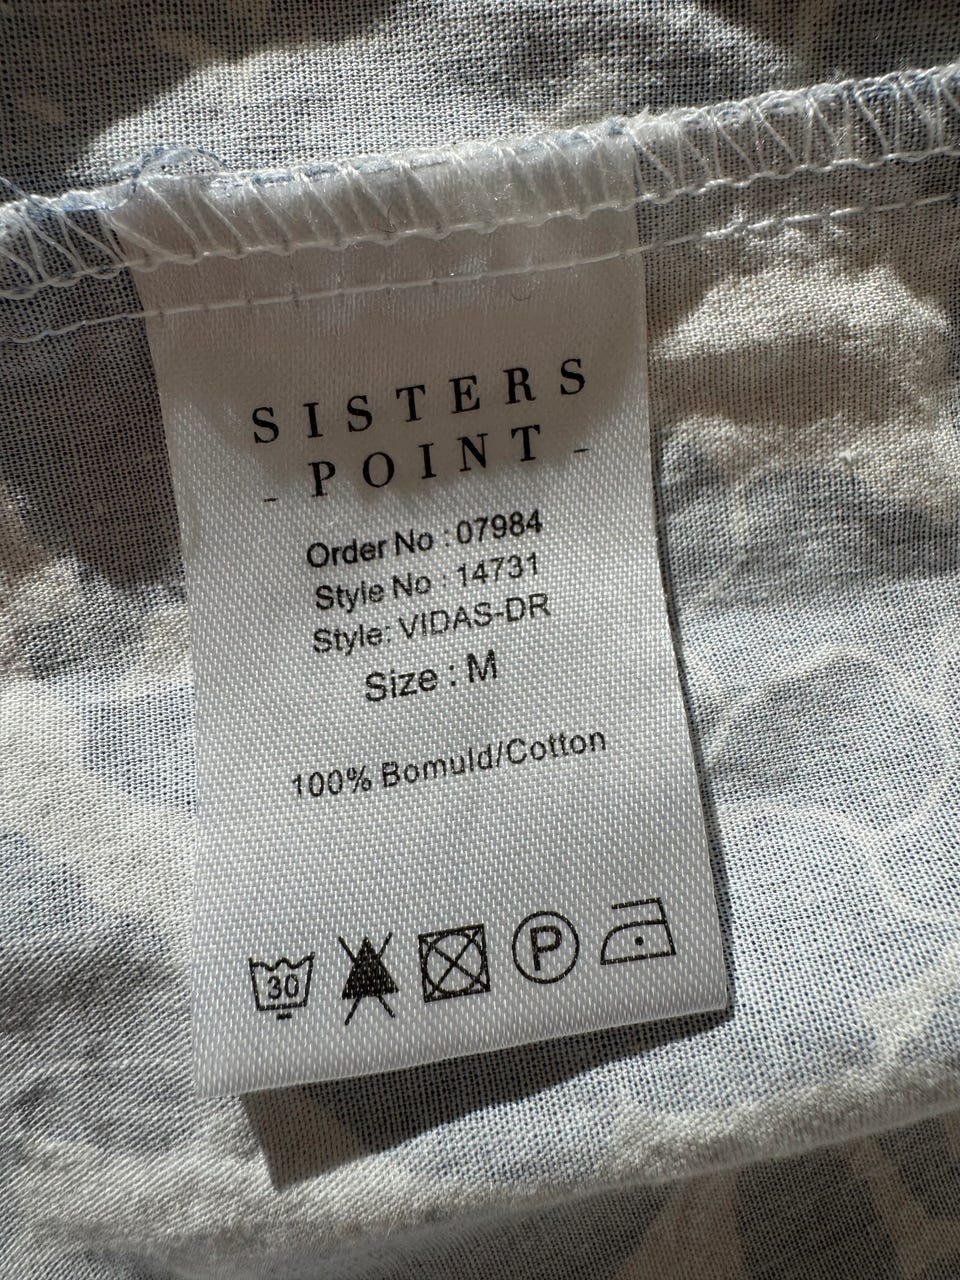 SISTERS
- POINT -
Order No : 07984
Style No : 14731
Style: VIDAS-DR
Size : M
100% Bomuld/Cotton
30 P